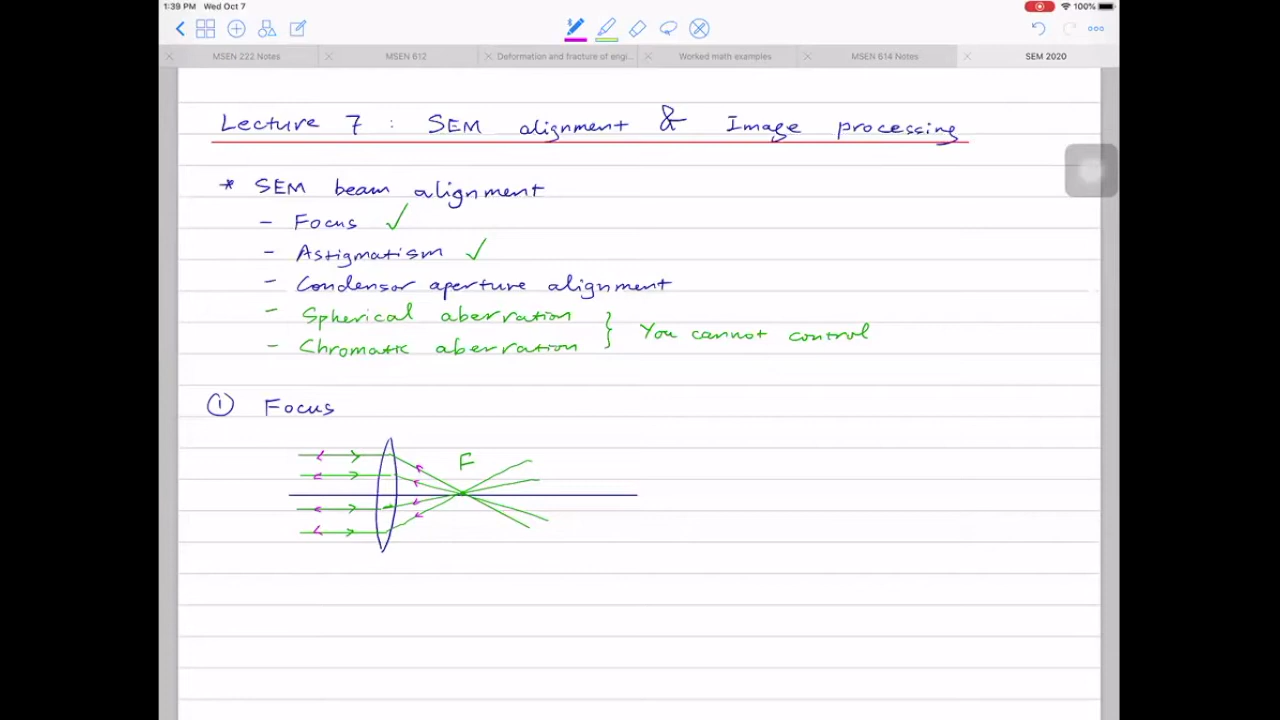 1:39 PM Wed Oct 7
100%
MSEN 222 Notes
MSEN 612
Deformation and fracture of engi...
Worked math examples
MSEN 614 Notes
SEM 2020
Lecture 7 : SEM alignment & Image processing
* SEM beam alignment
- Focus ✓
- Astigmatism ✓
- Condensor aperture alignment
- Spherical aberration
- Chromatic aberration
} You cannot control
① Focus
F